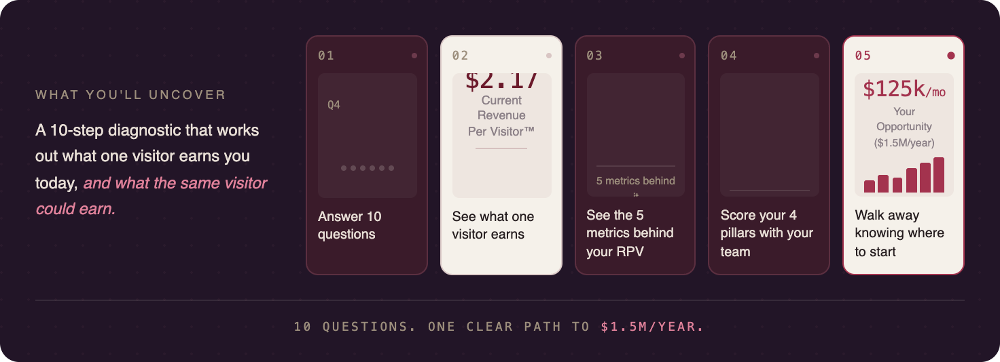 WHAT YOU'LL UNCOVER
A 10-step diagnostic that works
out what one visitor earns you
today, and what the same visitor
could earn.
01
Q4
Answer 10
questions
02
$2.17
Current
Revenue
Per Visitor™
See what one
visitor earns
03
5 metrics behind
it
See the 5
metrics behind
your RPV
04
Score your 4
pillars with your
team
05
$125k/mo
Your
Opportunity
($1.5M/year)
Walk away
knowing where
to start
10 QUESTIONS. ONE CLEAR PATH TO $1.5M/YEAR.